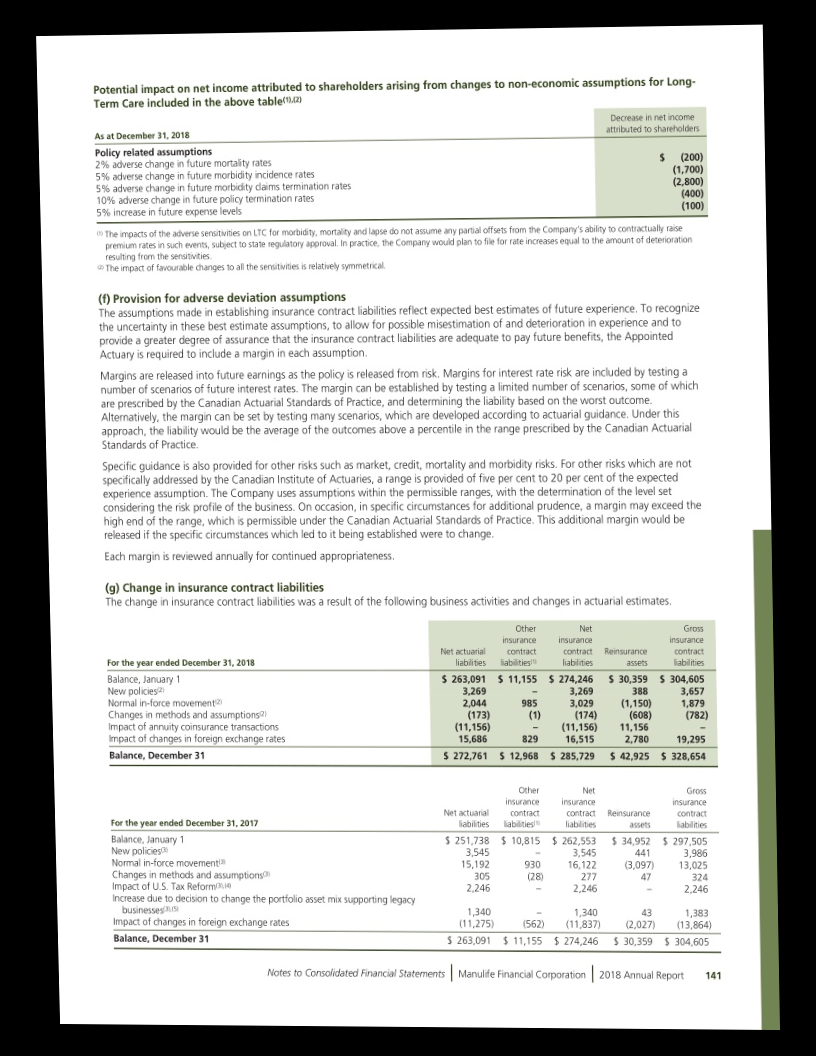 Potential impact on net income attributed to shareholders arising from changes to non-economic assumptions for Long-
Term Care included in the above table(1),(2)
As at December 31, 2018
Decrease in net income
attributed to shareholders
Policy related assumptions
2% adverse change in future mortality rates $ (200)
5% adverse change in future morbidity incidence rates (1,700)
5% adverse change in future morbidity claims termination rates (2,800)
10% adverse change in future policy termination rates (400)
5% increase in future expense levels (100)
(1) The impacts of the adverse sensitivities on LTC for morbidity, mortality and lapse do not assume any partial offsets from the Company's ability to contractually raise
premium rates in such events, subject to state regulatory approval. In practice, the Company would plan to file for rate increases equal to the amount of deterioration
resulting from the sensitivities.
(2) The impact of favourable changes to all the sensitivities is relatively symmetrical.
(f) Provision for adverse deviation assumptions
The assumptions made in establishing insurance contract liabilities reflect expected best estimates of future experience. To recognize
the uncertainty in these best estimate assumptions, to allow for possible misestimation of and deterioration in experience and to
provide a greater degree of assurance that the insurance contract liabilities are adequate to pay future benefits, the Appointed
Actuary is required to include a margin in each assumption.
Margins are released into future earnings as the policy is released from risk. Margins for interest rate risk are included by testing a
number of scenarios of future interest rates. The margin can be established by testing a limited number of scenarios, some of which
are prescribed by the Canadian Actuarial Standards of Practice, and determining the liability based on the worst outcome.
Alternatively, the margin can be set by testing many scenarios, which are developed according to actuarial guidance. Under this
approach, the liability would be the average of the outcomes above a percentile in the range prescribed by the Canadian Actuarial
Standards of Practice.
Specific guidance is also provided for other risks such as market, credit, mortality and morbidity risks. For other risks which are not
specifically addressed by the Canadian Institute of Actuaries, a range is provided of five per cent to 20 per cent of the expected
experience assumption. The Company uses assumptions within the permissible ranges, with the determination of the level set
considering the risk profile of the business. On occasion, in specific circumstances for additional prudence, a margin may exceed the
high end of the range, which is permissible under the Canadian Actuarial Standards of Practice. This additional margin would be
released if the specific circumstances which led to it being established were to change.
Each margin is reviewed annually for continued appropriateness.
(g) Change in insurance contract liabilities
The change in insurance contract liabilities was a result of the following business activities and changes in actuarial estimates.
For the year ended December 31, 2018
Net actuarial
liabilities
Other
insurance
contract
liabilities(1)
Net
insurance
contract
liabilities
Reinsurance
assets
Gross
insurance
contract
liabilities
Balance, January 1 $ 263,091 $ 11,155 $ 274,246 $ 30,359 $ 304,605
New policies(2) 3,269 – 3,269 388 3,657
Normal in-force movement(2) 2,044 985 3,029 (1,150) 1,879
Changes in methods and assumptions(2) (173) (1) (174) (608) (782)
Impact of annuity coinsurance transactions (11,156) – (11,156) 11,156 –
Impact of changes in foreign exchange rates 15,686 829 16,515 2,780 19,295
Balance, December 31 $ 272,761 $ 12,968 $ 285,729 $ 42,925 $ 328,654
For the year ended December 31, 2017
Net actuarial
liabilities
Other
insurance
contract
liabilities(1)
Net
insurance
contract
liabilities
Reinsurance
assets
Gross
insurance
contract
liabilities
Balance, January 1 $ 251,738 $ 10,815 $ 262,553 $ 34,952 $ 297,505
New policies(3) 3,545 – 3,545 441 3,986
Normal in-force movement(3) 15,192 930 16,122 (3,097) 13,025
Changes in methods and assumptions(3) 305 (28) 277 47 324
Impact of U.S. Tax Reform(3),(4) 2,246 – 2,246 – 2,246
Increase due to decision to change the portfolio asset mix supporting legacy
businesses(3),(5) 1,340 – 1,340 43 1,383
Impact of changes in foreign exchange rates (11,275) (562) (11,837) (2,027) (13,864)
Balance, December 31 $ 263,091 $ 11,155 $ 274,246 $ 30,359 $ 304,605
Notes to Consolidated Financial Statements | Manulife Financial Corporation | 2018 Annual Report 141